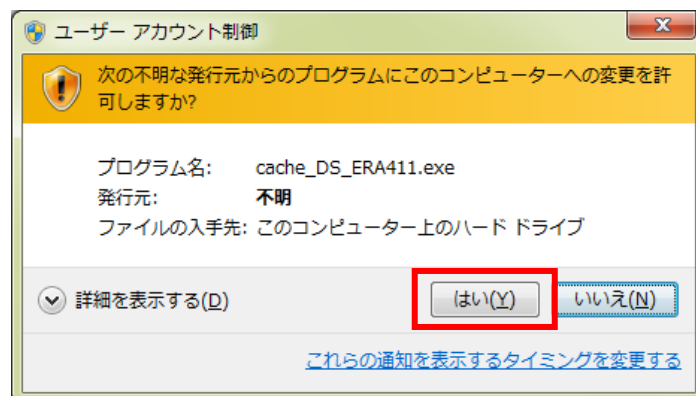 ユーザー アカウント制御
次の不明な発行元からのプログラムにこのコンピューターへの変更を許
可しますか?
プログラム名: cache_DS_ERA411.exe
発行元: 不明
ファイルの入手先: このコンピューター上のハード ドライブ
詳細を表示する(D) はい(Y) いいえ(N)
これらの通知を表示するタイミングを変更する